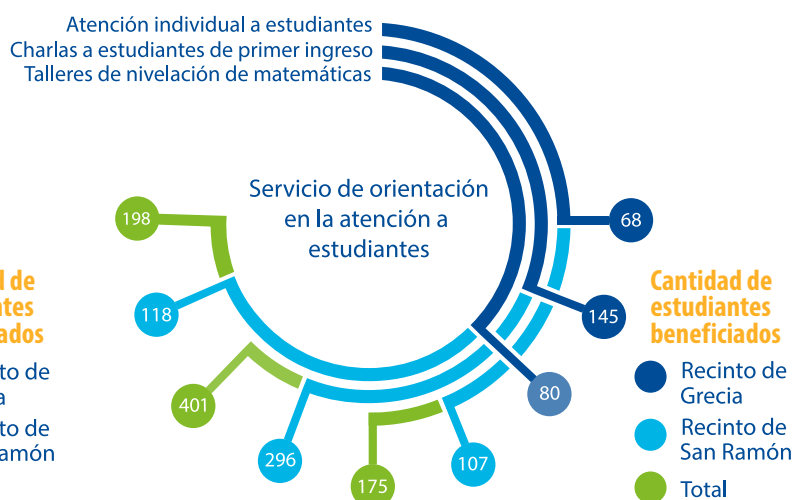 Atención individual a estudiantes
Charlas a estudiantes de primer ingreso
Talleres de nivelación de matemáticas
Servicio de orientación
en la atención a
estudiantes
198
118
401
296
175
107
80
145
68
Cantidad de
estudiantes
beneficiados
Recinto de
Grecia
Recinto de
San Ramón
Total